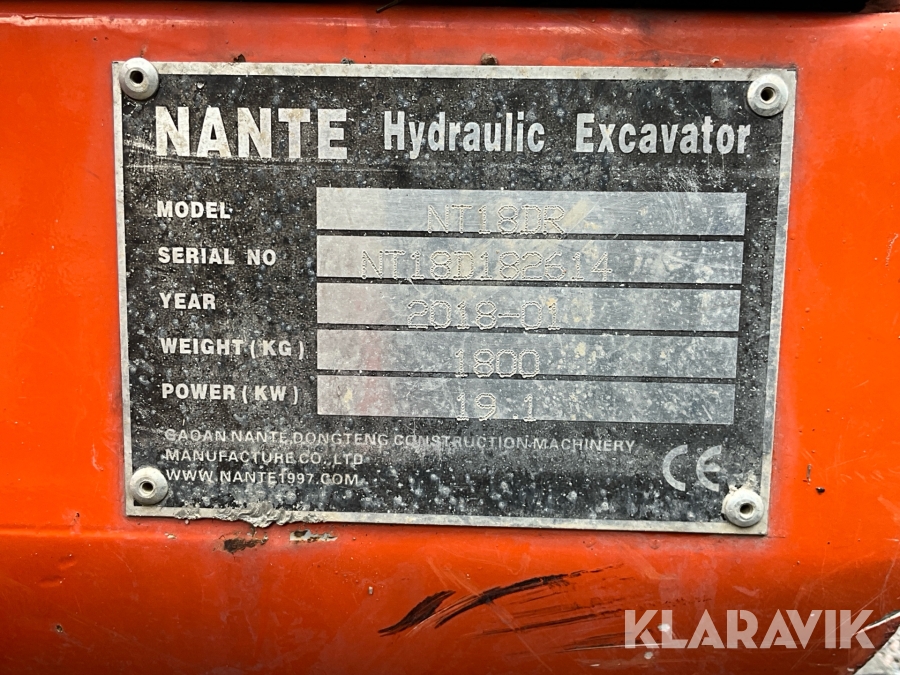 NANTE Hydraulic Excavator
MODEL NT18DR
SERIAL NO NT18D182614
YEAR 2018-01
WEIGHT(KG) 1800
POWER(KW) 19.1
GAOAN NANTE DONGTENG CONSTRUCTION MACHINERY
MANUFACTURE CO.,LTD
WWW.NANTE1997.COM
CE
KLARAVIK